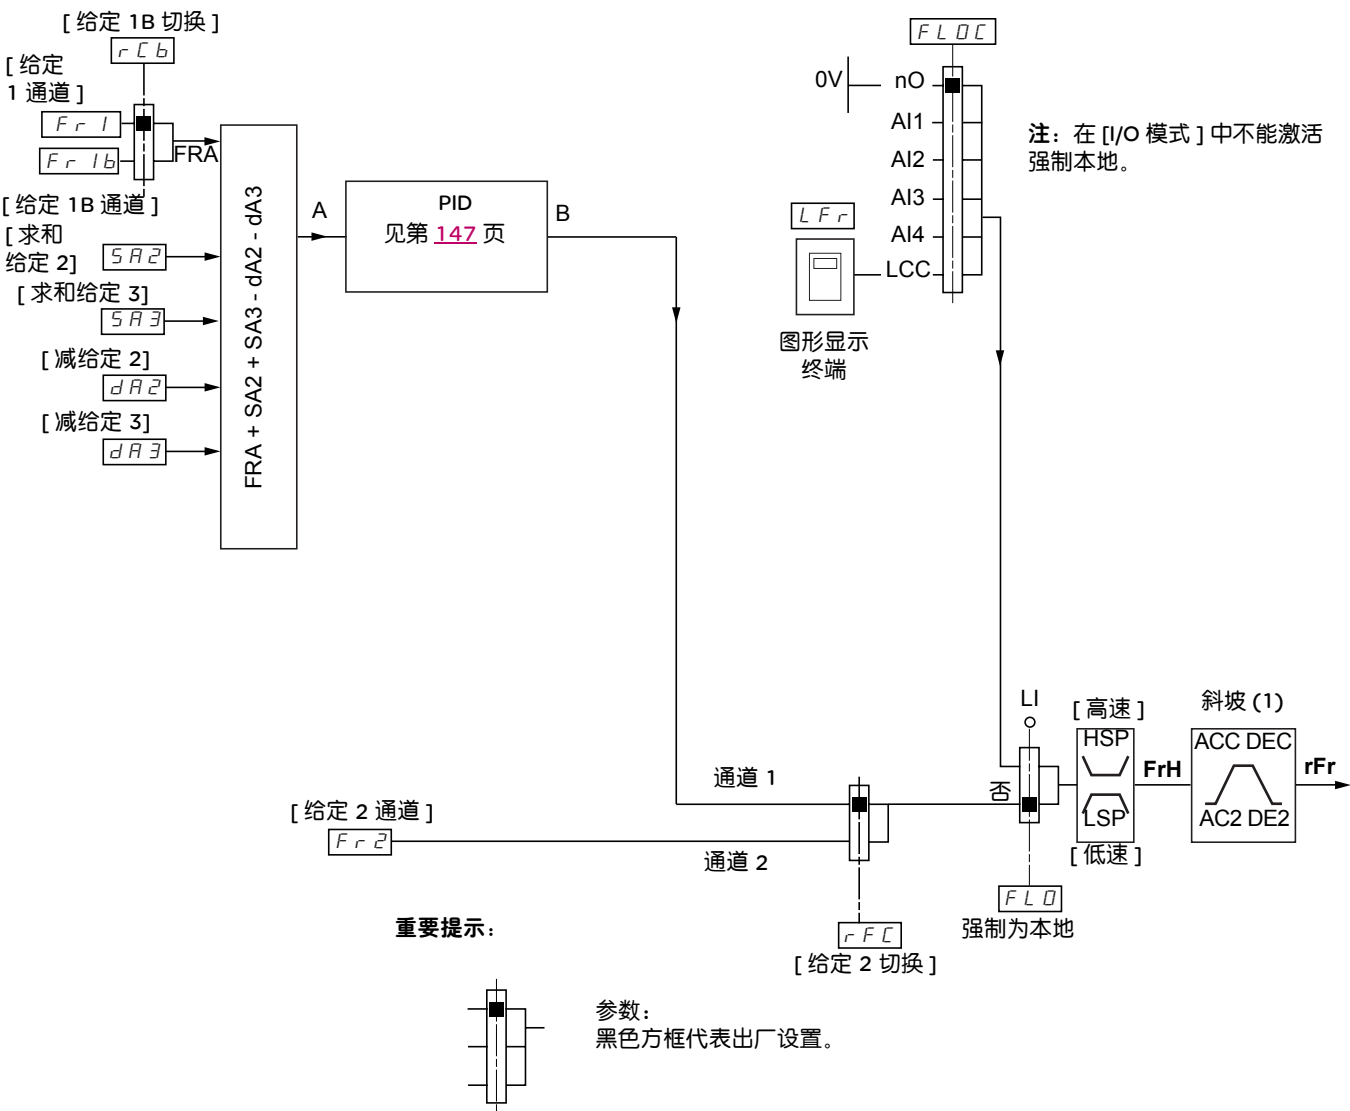 [ 给定 1B 切换 ]
rCb
[ 给定
1 通道 ]
Fr1
Fr1b
FRA
[ 给定 1B 通道 ]
[ 求和
给定 2]
SA2
[ 求和给定 3]
SA3
[ 减给定 2]
dA2
[ 减给定 3]
dA3
FRA + SA2 + SA3 - dA2 - dA3
A
PID
见第 147 页
B
FLOC
0V
nO
AI1
AI2
AI3
AI4
LCC
LFr
图形显示
终端
注：在 [I/O 模式 ] 中不能激活
强制本地。
通道 1
[ 给定 2 通道 ]
Fr2
通道 2
rFC
[ 给定 2 切换 ]
LI
否
FLO
强制为本地
[ 高速 ]
HSP
LSP
[ 低速 ]
FrH
斜坡 (1)
ACC DEC
AC2 DE2
rFr
重要提示：
参数：
黑色方框代表出厂设置。